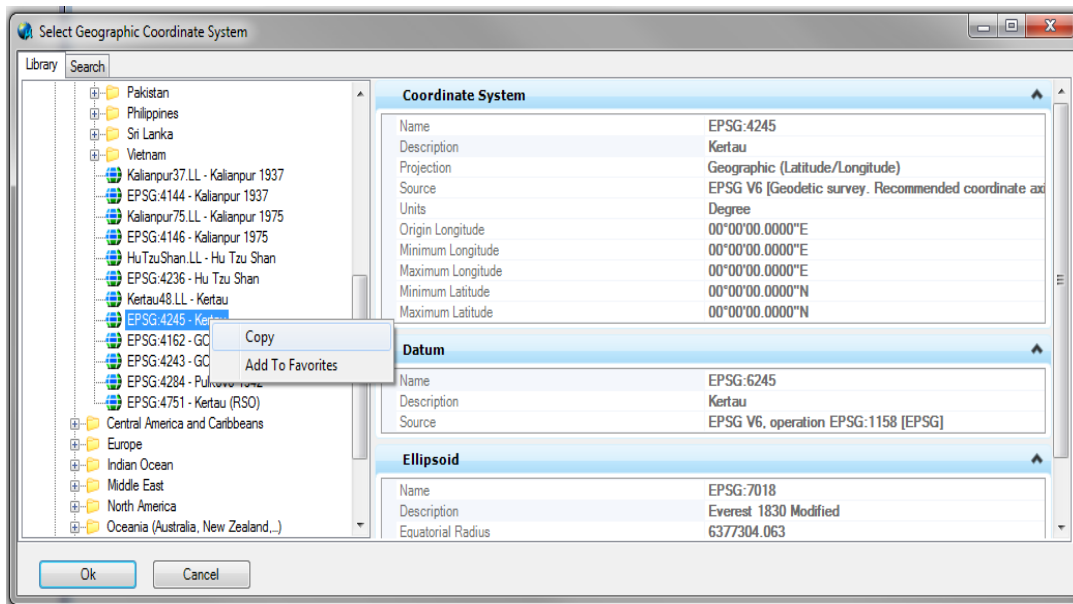 Select Geographic Coordinate System
Library Search
Pakistan
Philippines
Sri Lanka
Vietnam
Kalianpur37.LL - Kalianpur 1937
EPSG:4144 - Kalianpur 1937
Kalianpur75.LL - Kalianpur 1975
EPSG:4146 - Kalianpur 1975
HuTzuShan.LL - Hu Tzu Shan
EPSG:4236 - Hu Tzu Shan
Kertau48.LL - Kertau
EPSG:4245 - Kertau
EPSG:4162 - GC
EPSG:4243 - GC
EPSG:4284 - Pulkovo 1942
EPSG:4751 - Kertau (RSO)
Central America and Caribbeans
Europe
Indian Ocean
Middle East
North America
Oceania (Australia, New Zealand,...)
Copy
Add To Favorites
Coordinate System
Name EPSG:4245
Description Kertau
Projection Geographic (Latitude/Longitude)
Source EPSG V6 [Geodetic survey. Recommended coordinate axi
Units Degree
Origin Longitude 00°00'00.0000"E
Minimum Longitude 00°00'00.0000"E
Maximum Longitude 00°00'00.0000"E
Minimum Latitude 00°00'00.0000"N
Maximum Latitude 00°00'00.0000"N
Datum
Name EPSG:6245
Description Kertau
Source EPSG V6, operation EPSG:1158 [EPSG]
Ellipsoid
Name EPSG:7018
Description Everest 1830 Modified
Equatorial Radius 6377304.063
Ok Cancel